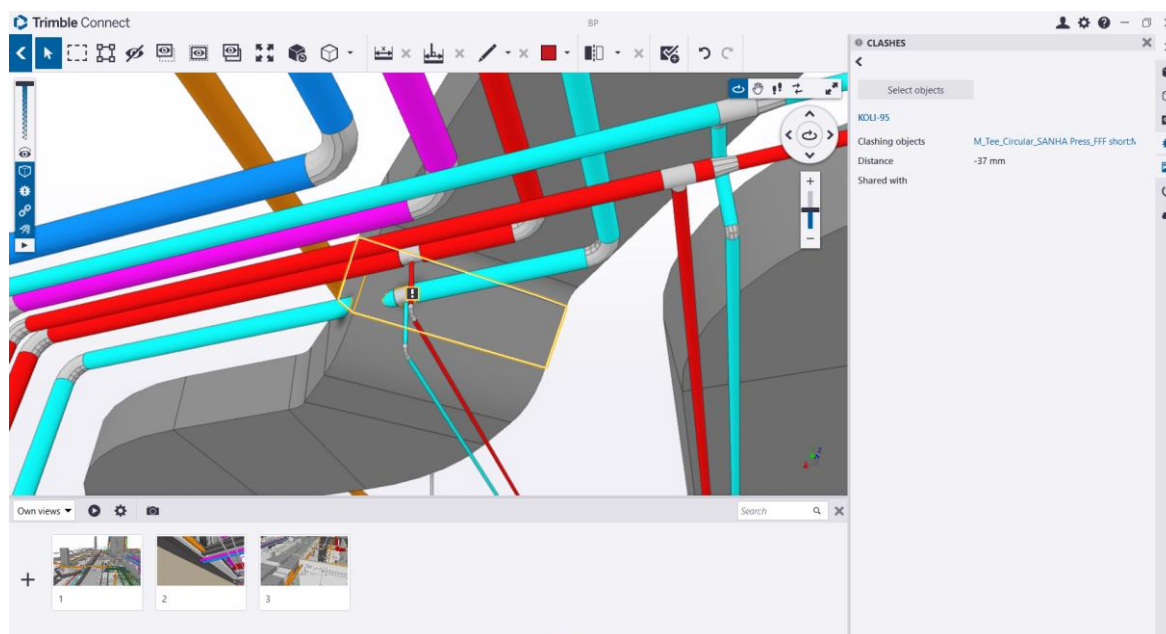 Trimble Connect
BP
CLASHES
Select objects
KOLI-95
Clashing objects M_Tee_Circular_SANHA Press_FFF short:M
Distance -37 mm
Shared with
Own views
Search
1
2
3